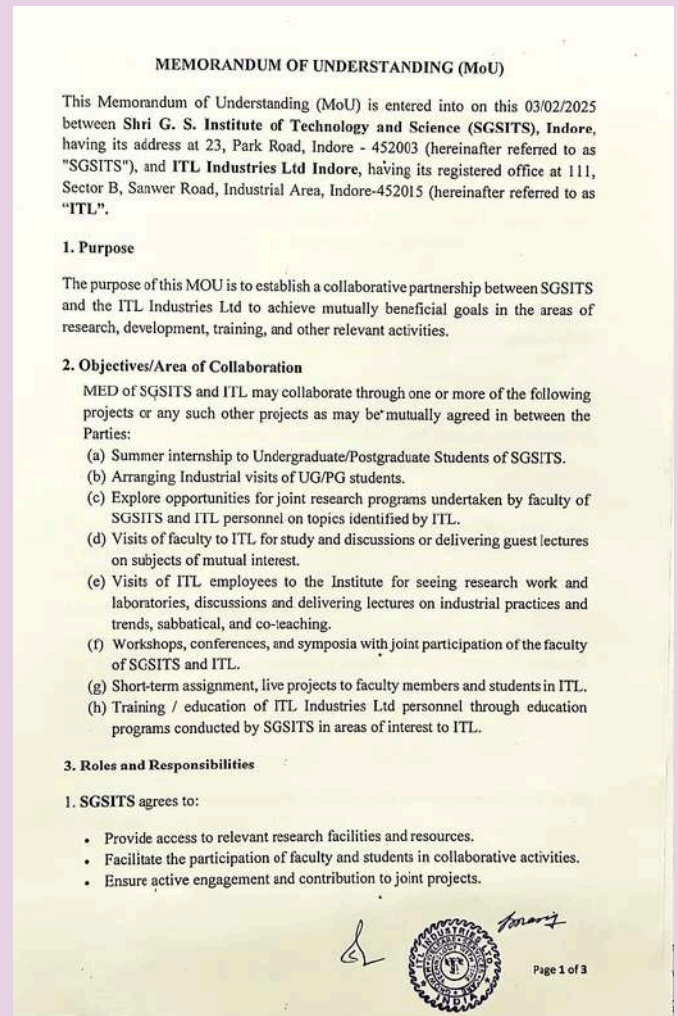 MEMORANDUM OF UNDERSTANDING (MoU)
This Memorandum of Understanding (MoU) is entered into on this 03/02/2025
between Shri G. S. Institute of Technology and Science (SGSITS), Indore,
having its address at 23, Park Road, Indore - 452003 (hereinafter referred to as
"SGSITS"), and ITL Industries Ltd Indore, having its registered office at 111,
Sector B, Sanwer Road, Industrial Area, Indore-452015 (hereinafter referred to as
“ITL”.
1. Purpose
The purpose of this MOU is to establish a collaborative partnership between SGSITS
and the ITL Industries Ltd to achieve mutually beneficial goals in the areas of
research, development, training, and other relevant activities.
2. Objectives/Area of Collaboration
MED of SGSITS and ITL may collaborate through one or more of the following
projects or any such other projects as may be mutually agreed in between the
Parties:
(a) Summer internship to Undergraduate/Postgraduate Students of SGSITS.
(b) Arranging Industrial visits of UG/PG students.
(c) Explore opportunities for joint research programs undertaken by faculty of
SGSITS and ITL personnel on topics identified by ITL.
(d) Visits of faculty to ITL for study and discussions or delivering guest lectures
on subjects of mutual interest.
(e) Visits of ITL employees to the Institute for seeing research work and
laboratories, discussions and delivering lectures on industrial practices and
trends, sabbatical, and co-teaching.
(f) Workshops, conferences, and symposia with joint participation of the faculty
of SGSITS and ITL.
(g) Short-term assignment, live projects to faculty members and students in ITL.
(h) Training / education of ITL Industries Ltd personnel through education
programs conducted by SGSITS in areas of interest to ITL.
3. Roles and Responsibilities
1. SGSITS agrees to:
• Provide access to relevant research facilities and resources.
• Facilitate the participation of faculty and students in collaborative activities.
• Ensure active engagement and contribution to joint projects.
ITL INDUSTRIES LTD
INDIA
Page 1 of 3